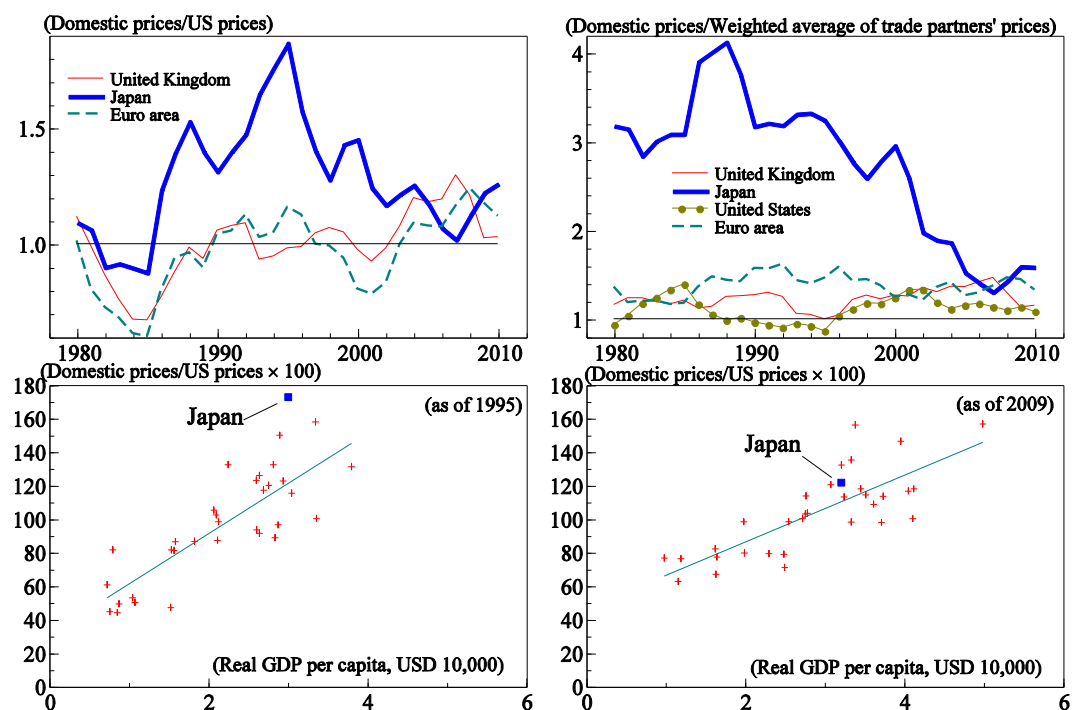 (Domestic prices/US prices)
United Kingdom
Japan
Euro area
1.5
1.0
1980 1990 2000 2010
(Domestic prices/Weighted average of trade partners' prices)
4
3
2
1
United Kingdom
Japan
United States
Euro area
1980 1990 2000 2010
(Domestic prices/US prices × 100)
180
160
140
120
100
80
60
40
20
0
(as of 1995)
Japan
(Real GDP per capita, USD 10,000)
0 2 4 6
(Domestic prices/US prices × 100)
180
160
140
120
100
80
60
40
20
0
(as of 2009)
Japan
(Real GDP per capita, USD 10,000)
0 2 4 6